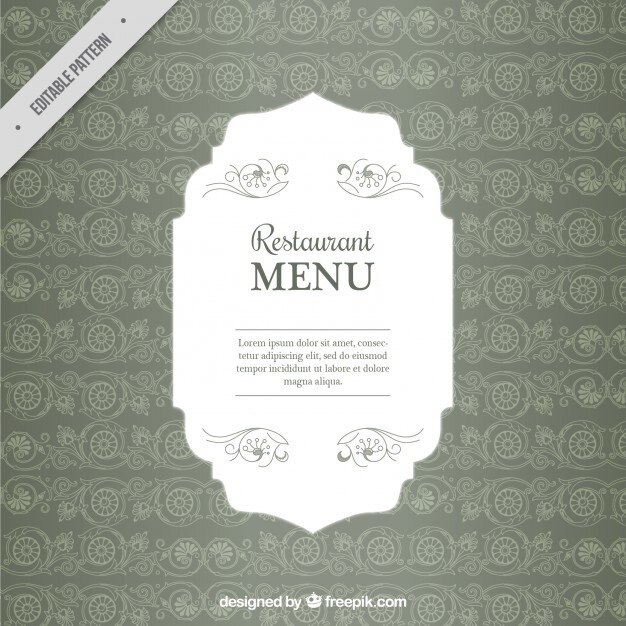 EDITABLE PATTERN
Restaurant
MENU
Lorem ipsum dolor sit amet, consec-
tetur adipiscing elit, sed do eiusmod
tempor incididunt ut labore et dolore
magna aliqua.
designed by freepik.com